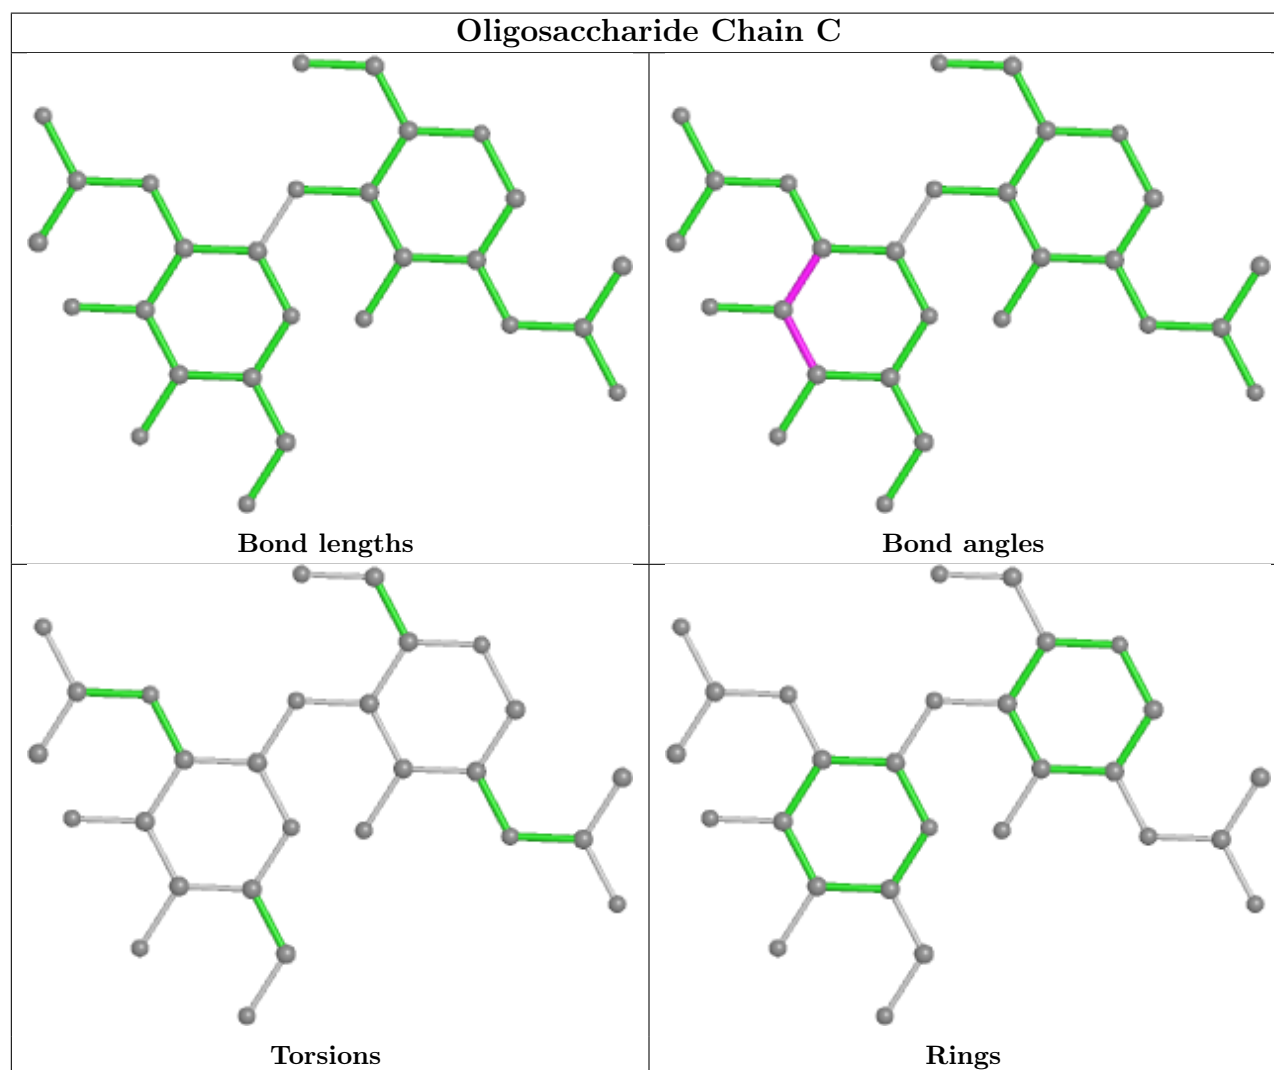 Oligosaccharide Chain C
Bond lengths
Bond angles
Torsions
Rings